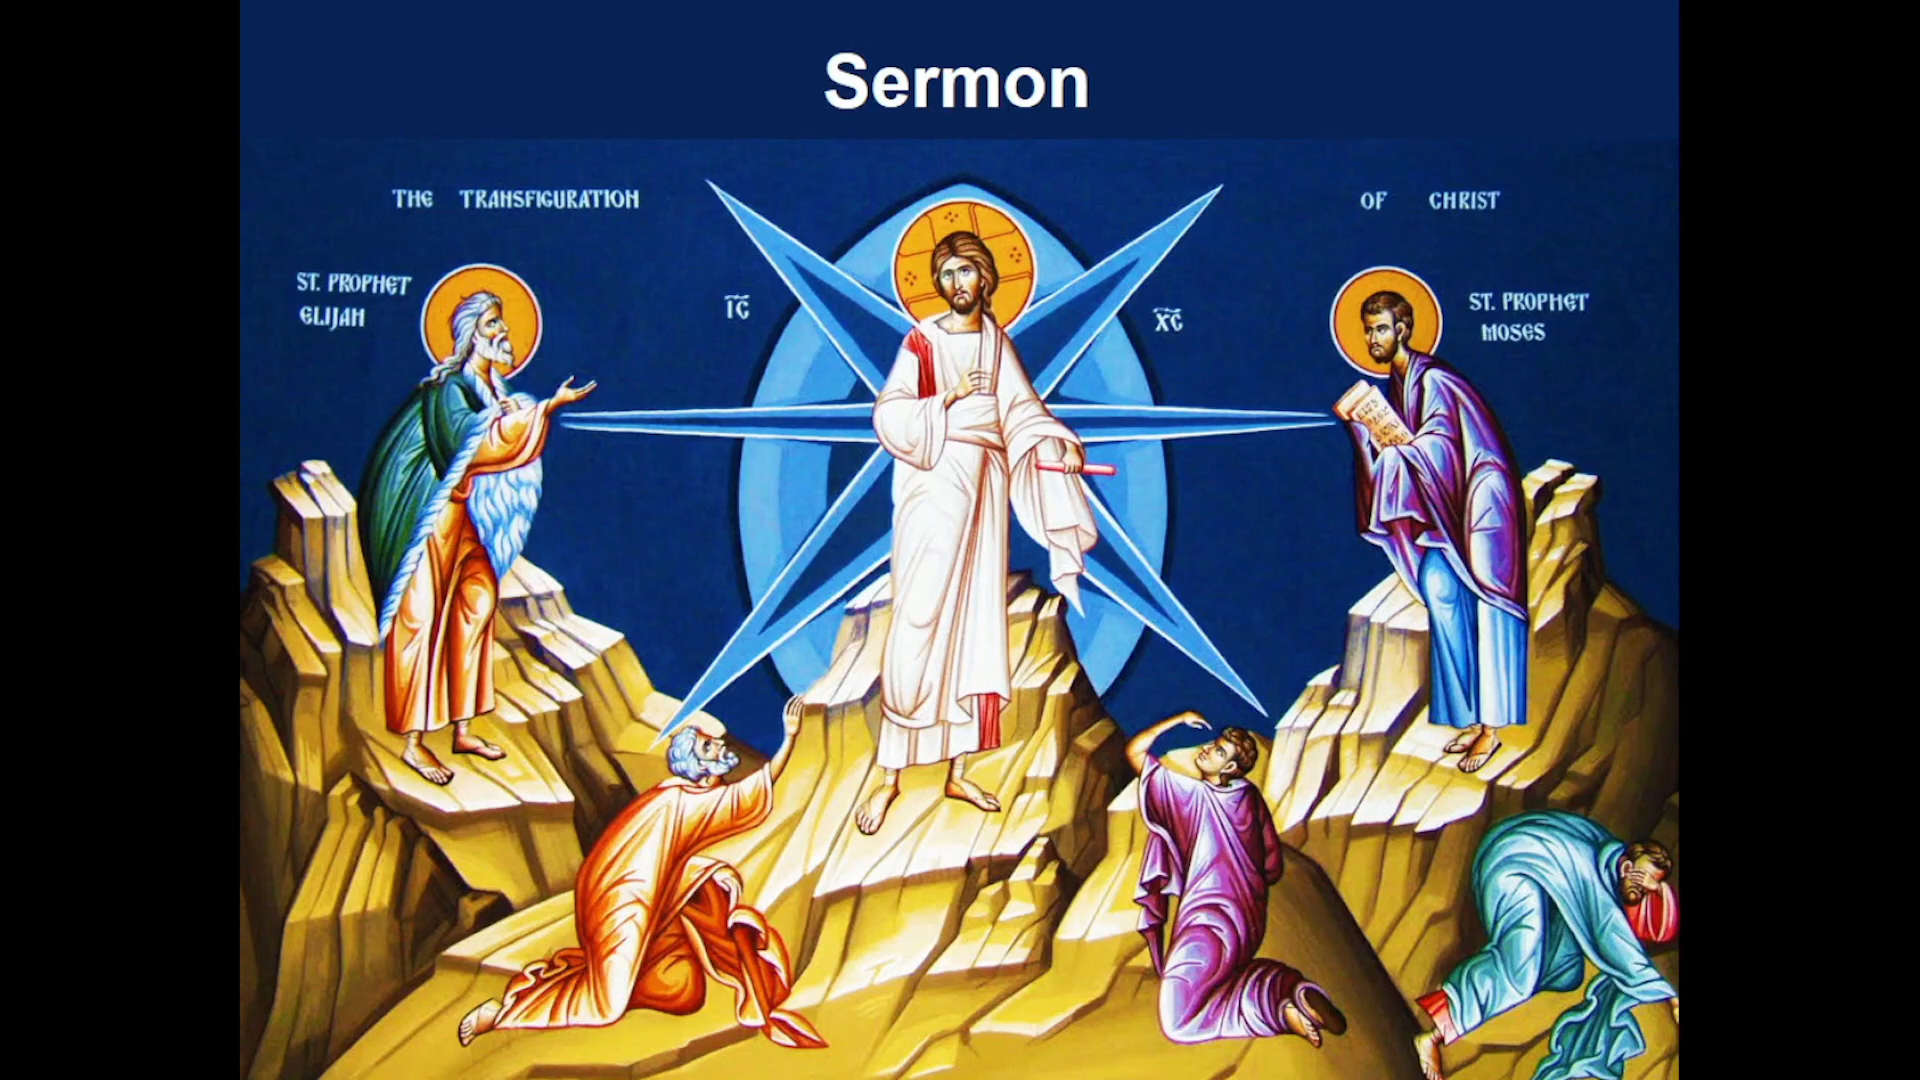 Sermon
THE TRANSFIGURATION OF CHRIST
ST. PROPHET
ELIJAH
IC
XC
ST. PROPHET
MOSES